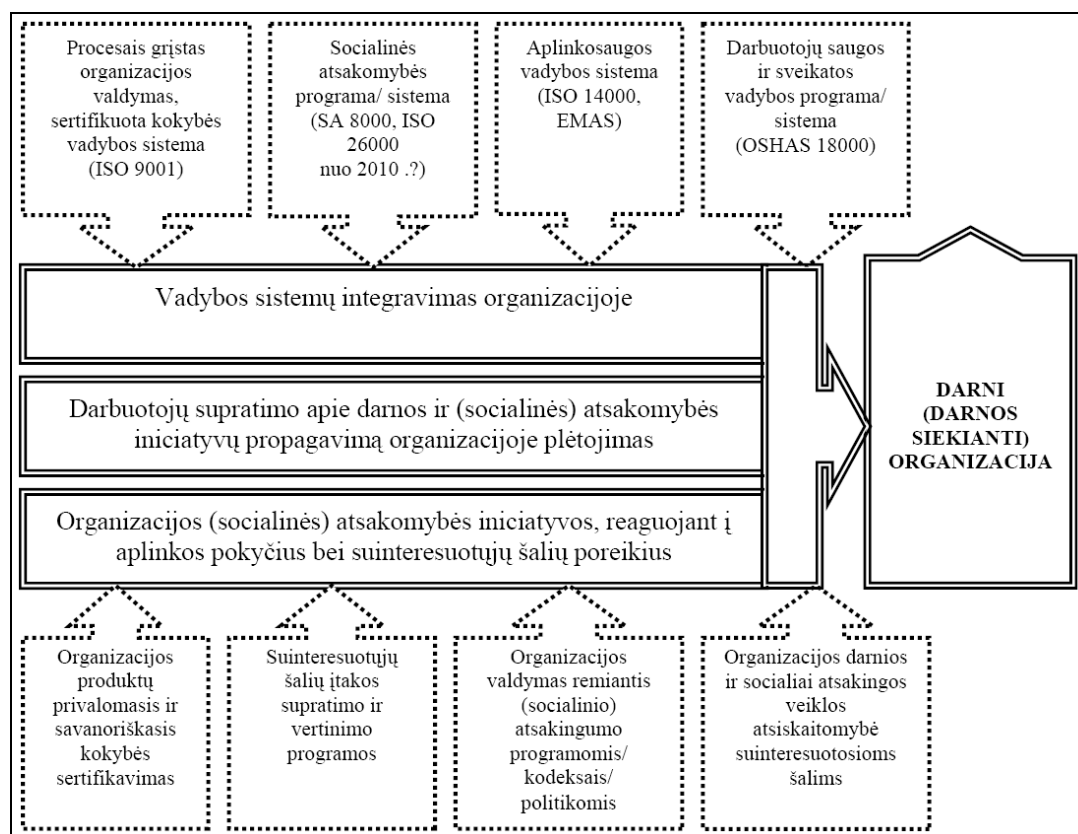 Procesais grįstas
organizacijos
valdymas,
sertifikuota kokybės
vadybos sistema
(ISO 9001)
Socialinės
atsakomybės
programa/ sistema
(SA 8000, ISO
26000
nuo 2010 .?)
Aplinkosaugos
vadybos sistema
(ISO 14000,
EMAS)
Darbuotojų saugos
ir sveikatos
vadybos programa/
sistema
(OSHAS 18000)
Vadybos sistemų integravimas organizacijoje
Darbuotojų supratimo apie darnos ir (socialinės) atsakomybės
iniciatyvų propagavimą organizacijoje plėtojimas
Organizacijos (socialinės) atsakomybės iniciatyvos, reaguojant į
aplinkos pokyčius bei suinteresuotųjų šalių poreikius
DARNI
(DARNOS
SIEKIANTI)
ORGANIZACIJA
Organizacijos
produktų
privalomasis ir
savanoriškasis
kokybės
sertifikavimas
Suinteresuotųjų
šalių įtakos
supratimo ir
vertinimo
programos
Organizacijos
valdymas remiantis
(socialinio)
atsakingumo
programomis/
kodeksais/
politikomis
Organizacijos darnios
ir socialiai atsakingos
veiklos
atsiskaitomybė
suinteresuotosioms
šalims